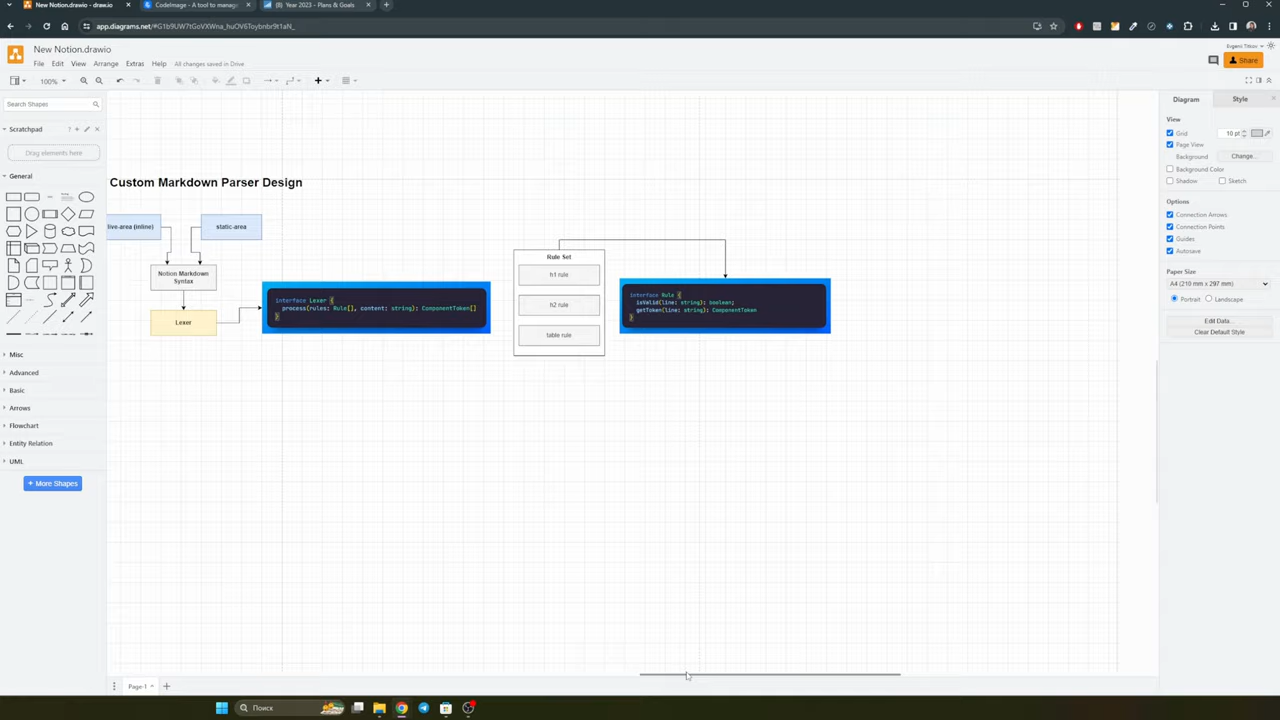 New Notion.drawio - draw.io
CodeImage - A tool to manag
Year 2023 - Plans & Goals
app.diagrams.net/#G1b9UW7tGoVXWna_huOV6Toybnbr9t1aN_
New Notion.drawio
File Edit View Arrange Extras Help All changes saved in Drive
Evgeni Titkov
Share
100%
Search Shapes
Scratchpad
Drag elements here
General
Misc
Advanced
Basic
Arrows
Flowchart
Entity Relation
UML
+ More Shapes
Custom Markdown Parser Design
live-area (inline)
static-area
Notion Markdown
Syntax
Lexer
interface Lexer {
process(rules: Rule[], content: string): ComponentToken[]
}
Rule Set
h1 rule
h2 rule
table rule
interface Rule {
isValid(line: string): boolean;
getToken(line: string): ComponentToken
}
Diagram Style
View
Grid 10 pt
Page View
Background Change...
Background Color
Shadow Sketch
Options
Connection Arrows
Connection Points
Guides
Autosave
Paper Size
A4 (210 mm x 297 mm)
Portrait Landscape
Edit Data...
Clear Default Style
Page-1
Поиск